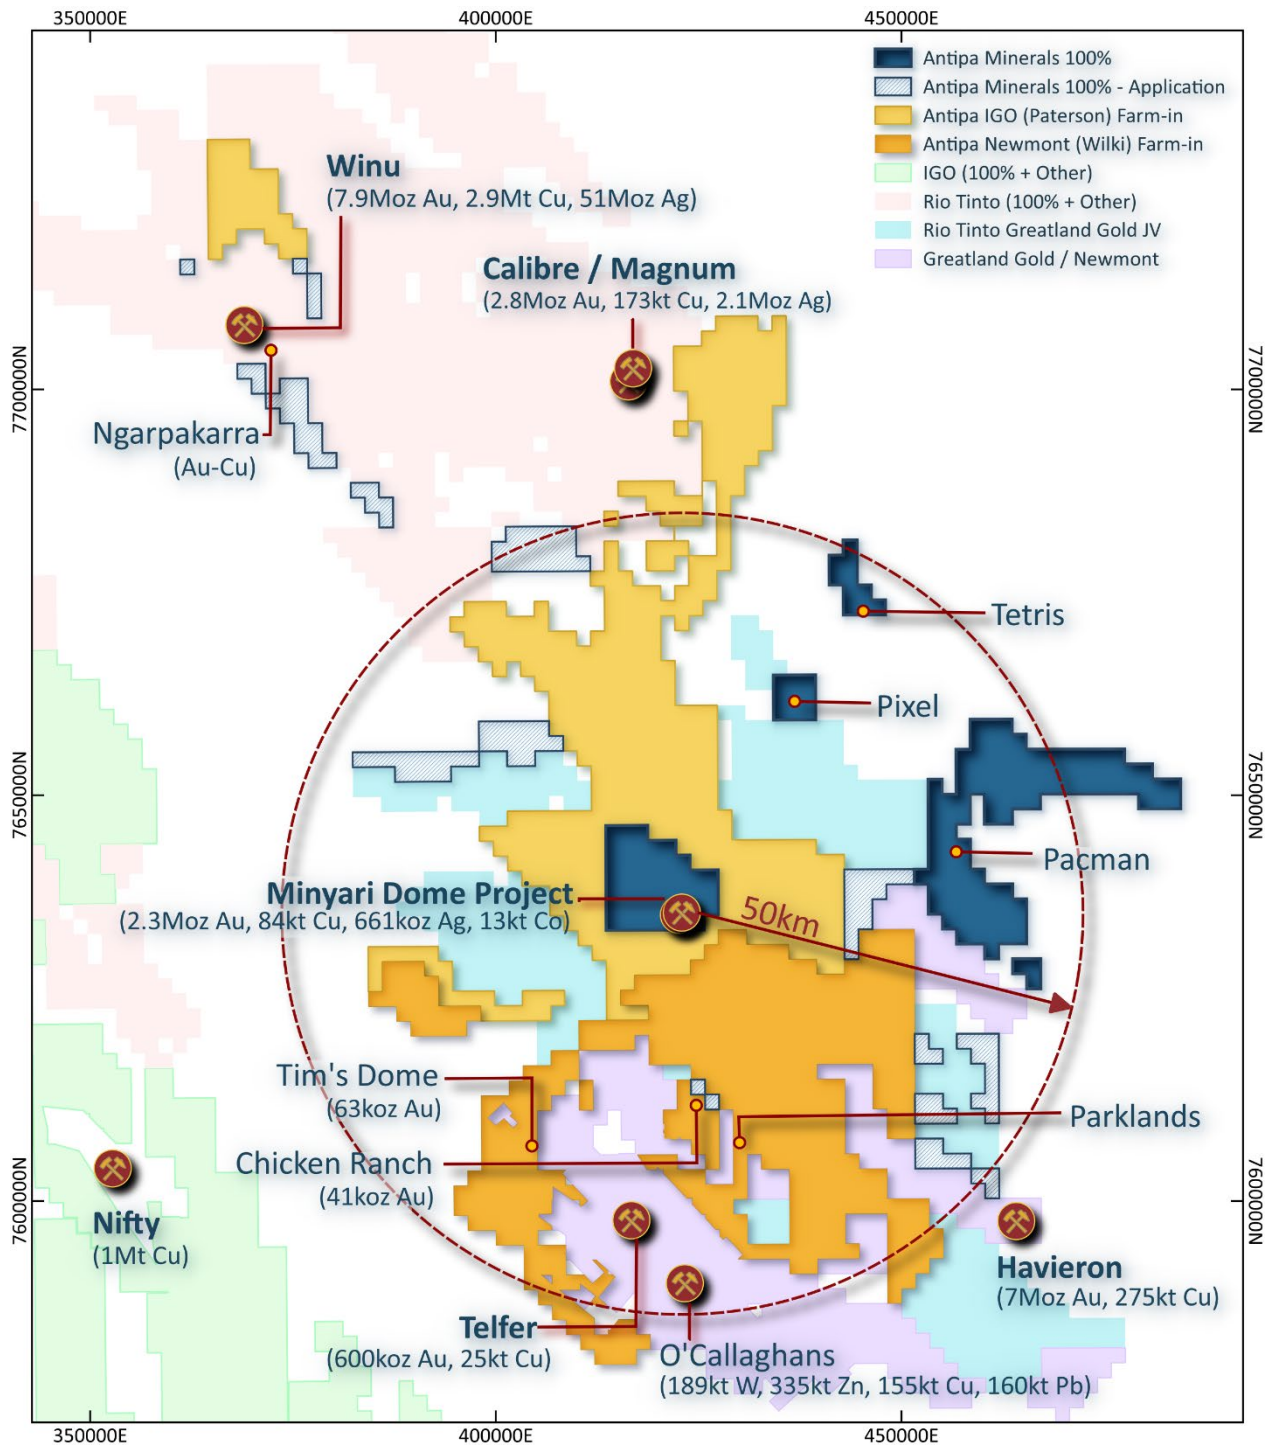 350000E
400000E
450000E
Antipa Minerals 100%
Antipa Minerals 100% - Application
Antipa IGO (Paterson) Farm-in
Antipa Newmont (Wilki) Farm-in
IGO (100% + Other)
Rio Tinto (100% + Other)
Rio Tinto Greatland Gold JV
Greatland Gold / Newmont
Winu
(7.9Moz Au, 2.9Mt Cu, 51Moz Ag)
Calibre / Magnum
(2.8Moz Au, 173kt Cu, 2.1Moz Ag)
7700000N
7700000N
Ngarpakarra
(Au-Cu)
Tetris
Pixel
7650000N
7650000N
Pacman
Minyari Dome Project
(2.3Moz Au, 84kt Cu, 661koz Ag, 13kt Co)
50km
Tim's Dome
(63koz Au)
Parklands
Chicken Ranch
(41koz Au)
7600000N
7600000N
Nifty
(1Mt Cu)
Havieron
(7Moz Au, 275kt Cu)
Telfer
(600koz Au, 25kt Cu)
O'Callaghans
(189kt W, 335kt Zn, 155kt Cu, 160kt Pb)
350000E
400000E
450000E